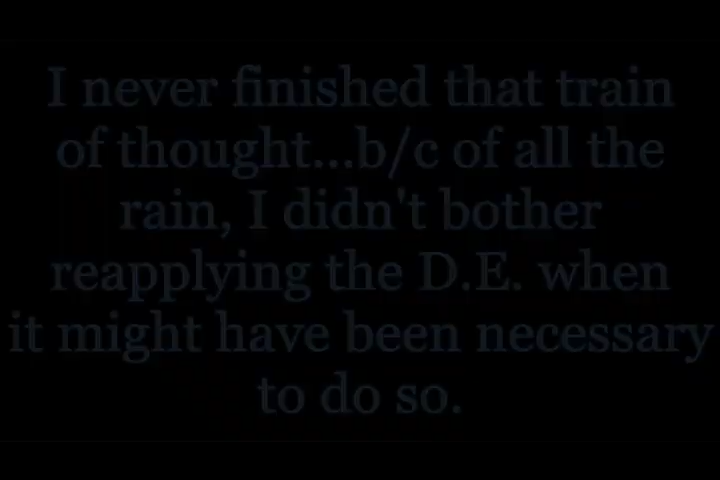 I never finished that train
of thought...b/c of all the
rain, I didn't bother
reapplying the D.E. when
it might have been necessary
to do so.